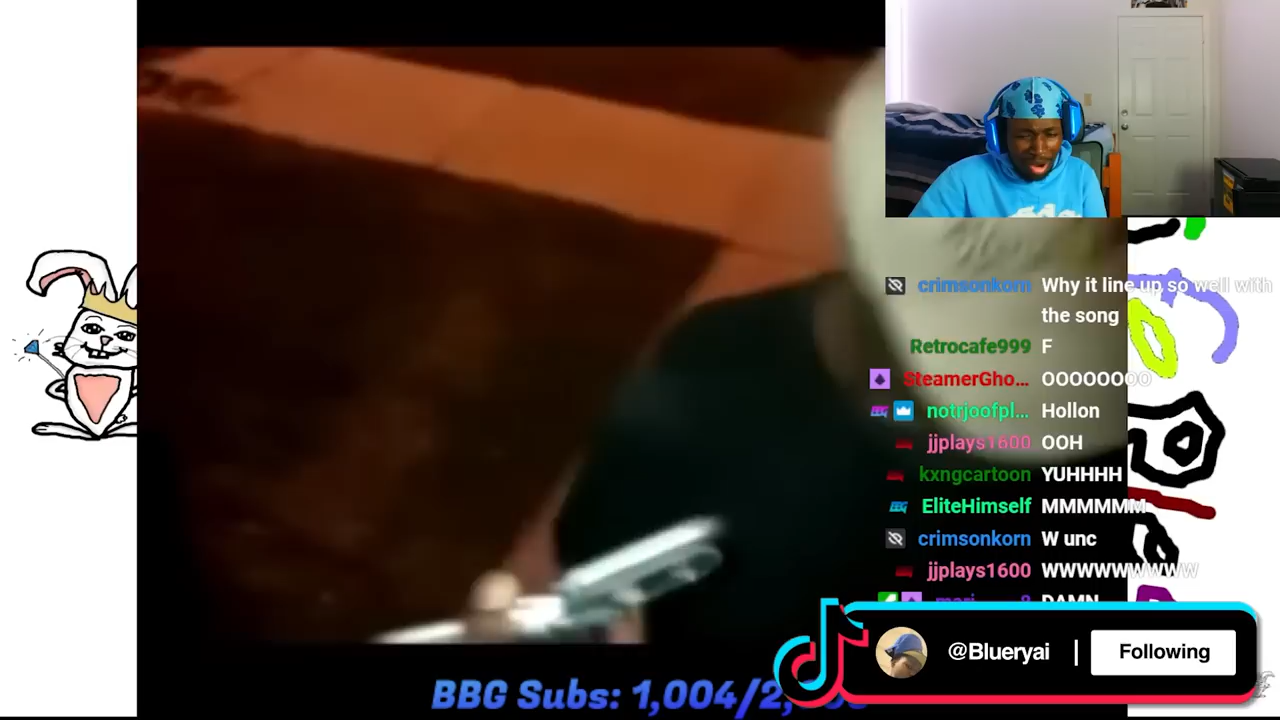 crimsonkorn Why it line up so well with
the song
Retrocafe999 F
SteamerGho... OOOOOOOO
notrjoofpl... Hollon
jjplays1600 OOH
kxngcartoon YUHHHH
EliteHimself MMMMMM
crimsonkorn W unc
jjplays1600 WWWWWWWWW
DAMN
@Blueryai | Following
BBG Subs: 1,004/2,